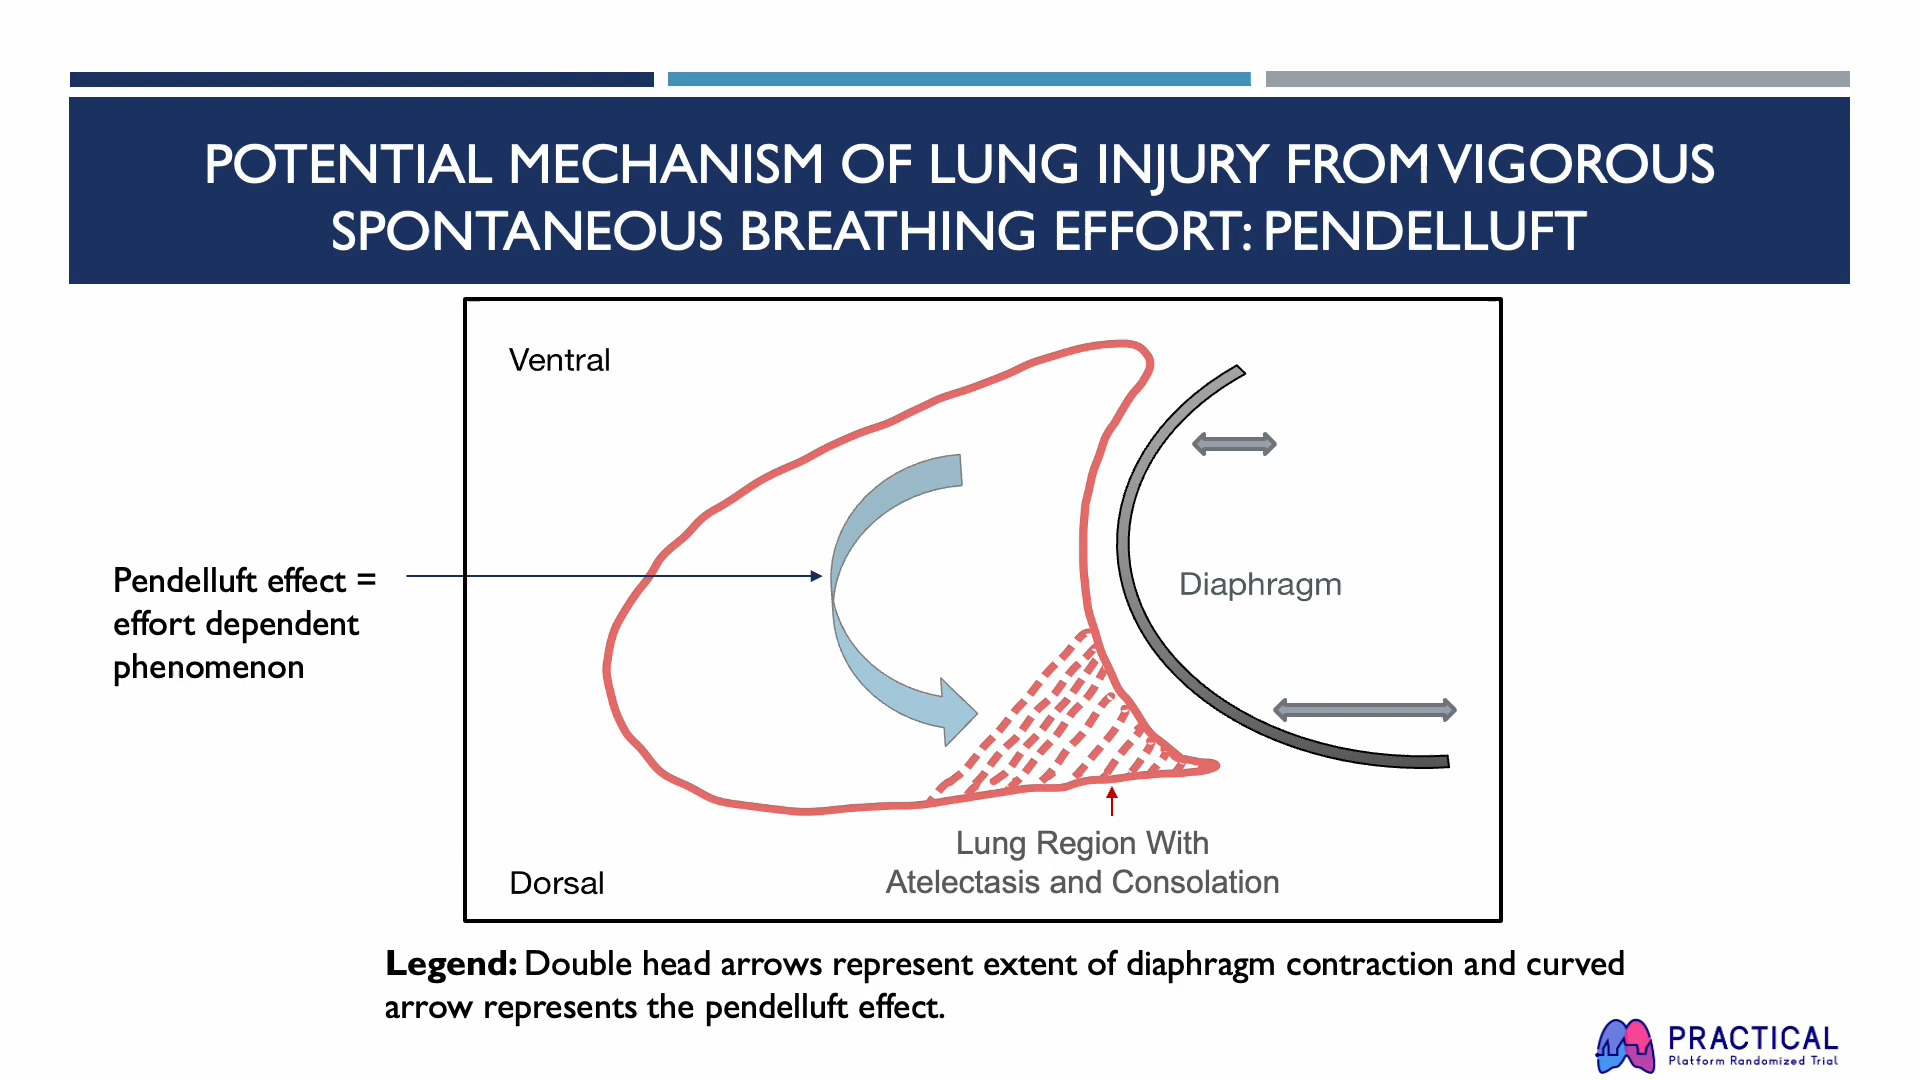 POTENTIAL MECHANISM OF LUNG INJURY FROM VIGOROUS
SPONTANEOUS BREATHING EFFORT: PENDELLUFT
Ventral
Diaphragm
Pendelluft effect =
effort dependent
phenomenon
Lung Region With
Atelectasis and Consolation
Dorsal
Legend: Double head arrows represent extent of diaphragm contraction and curved
arrow represents the pendelluft effect.
PRACTICAL
Platform Randomized Trial